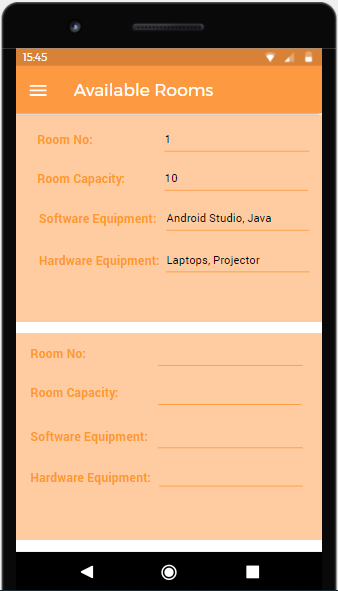 15:45
Available Rooms
Room No: 1
Room Capacity: 10
Software Equipment: Android Studio, Java
Hardware Equipment: Laptops, Projector
Room No:
Room Capacity:
Software Equipment:
Hardware Equipment: